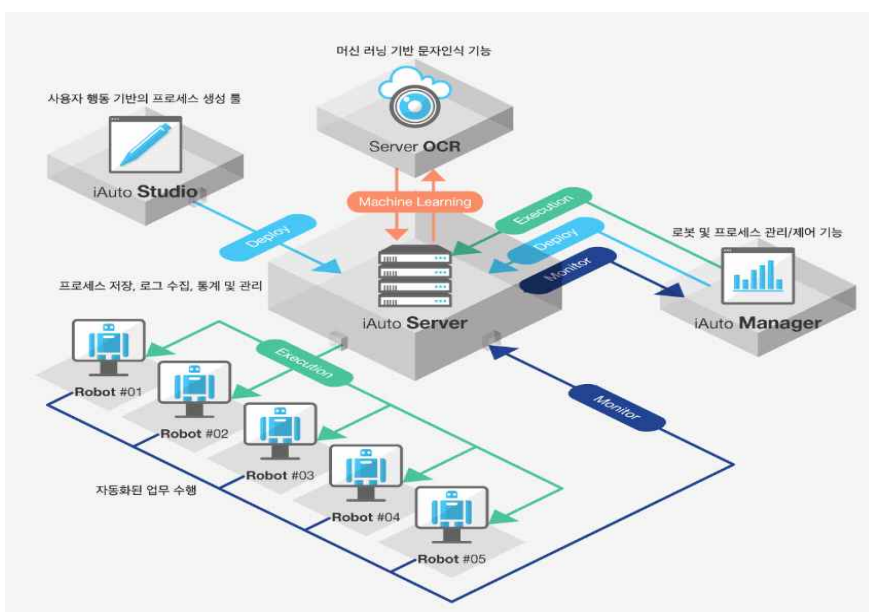 머신 러닝 기반 문자인식 기능
Server OCR
사용자 행동 기반의 프로세스 생성 툴
iAuto Studio
Machine Learning
Deploy
Execution
Deploy
Monitor
로봇 및 프로세스 관리/제어 기능
iAuto Manager
프로세스 저장, 로그 수집, 통계 및 관리
iAuto Server
Execution
Monitor
Robot #01
Robot #02
Robot #03
Robot #04
Robot #05
자동화된 업무 수행